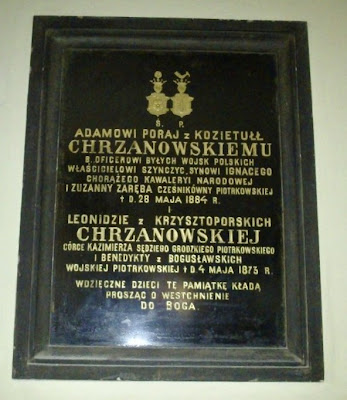 Ś. P.
ADAMOWI PORAJ z KOZIETUŁŁ
CHRZANOWSKIEMU
B. OFICEROWI BYŁYCH WOJSK POLSKICH
WŁAŚCICIELOWI SZYNCZYC, SYNOWI IGNACEGO
CHORĄŻEGO KAWALERYI NARODOWEJ
I ZUZANNY ZARĘBA CZEŚNIKÓWNY PIOTRKOWSKIEJ
† D. 28 MAJA 1884 R.
I
LEONIDZIE z KRZYSZTOPORSKICH
CHRZANOWSKIEJ
CÓRCE KAZIMIERZA SĘDZIEGO GRODZKIEGO PIOTRKOWSKIEGO
I BENEDYKTY z BOGUSŁAWSKICH
WOJSKIEJ PIOTRKOWSKIEJ † D. 4 MAJA 1873 R.
WDZIĘCZNE DZIECI TĘ PAMIĄTKĘ KŁADĄ
PROSZĄC O WESTCHNIENIE
DO BOGA.